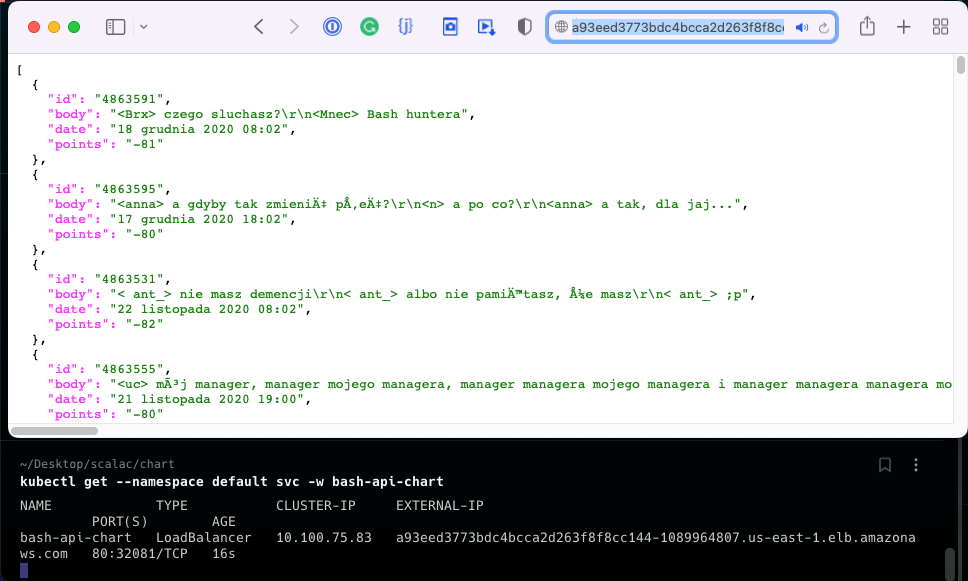 a93eed3773bdc4bcca2d263f8f8cc
[
{
"id": "4863591",
"body": "<Brx> czego sluchasz?\r\n<Mnec> Bash huntera",
"date": "18 grudnia 2020 08:02",
"points": "-81"
},
{
"id": "4863595",
"body": "<anna> a gdyby tak zmieniÄ‡ pÅ‚eÄ‡?\r\n<n> a po co?\r\n<anna> a tak, dla jaj...",
"date": "17 grudnia 2020 18:02",
"points": "-80"
},
{
"id": "4863531",
"body": "< ant_> nie masz demencji\r\n< ant_> albo nie pamiÄ™tasz, Å¼e masz\r\n< ant_> ;p",
"date": "22 listopada 2020 08:02",
"points": "-82"
},
{
"id": "4863555",
"body": "<uc> mÃ³j manager, manager mojego managera, manager managera mojego managera i manager managera managera mo
"date": "21 listopada 2020 19:00",
"points": "-80"
~/Desktop/scalac/chart
kubectl get --namespace default svc -w bash-api-chart
NAME TYPE CLUSTER-IP EXTERNAL-IP
PORT(S) AGE
bash-api-chart LoadBalancer 10.100.75.83 a93eed3773bdc4bcca2d263f8f8cc144-1089964807.us-east-1.elb.amazona
ws.com 80:32081/TCP 16s